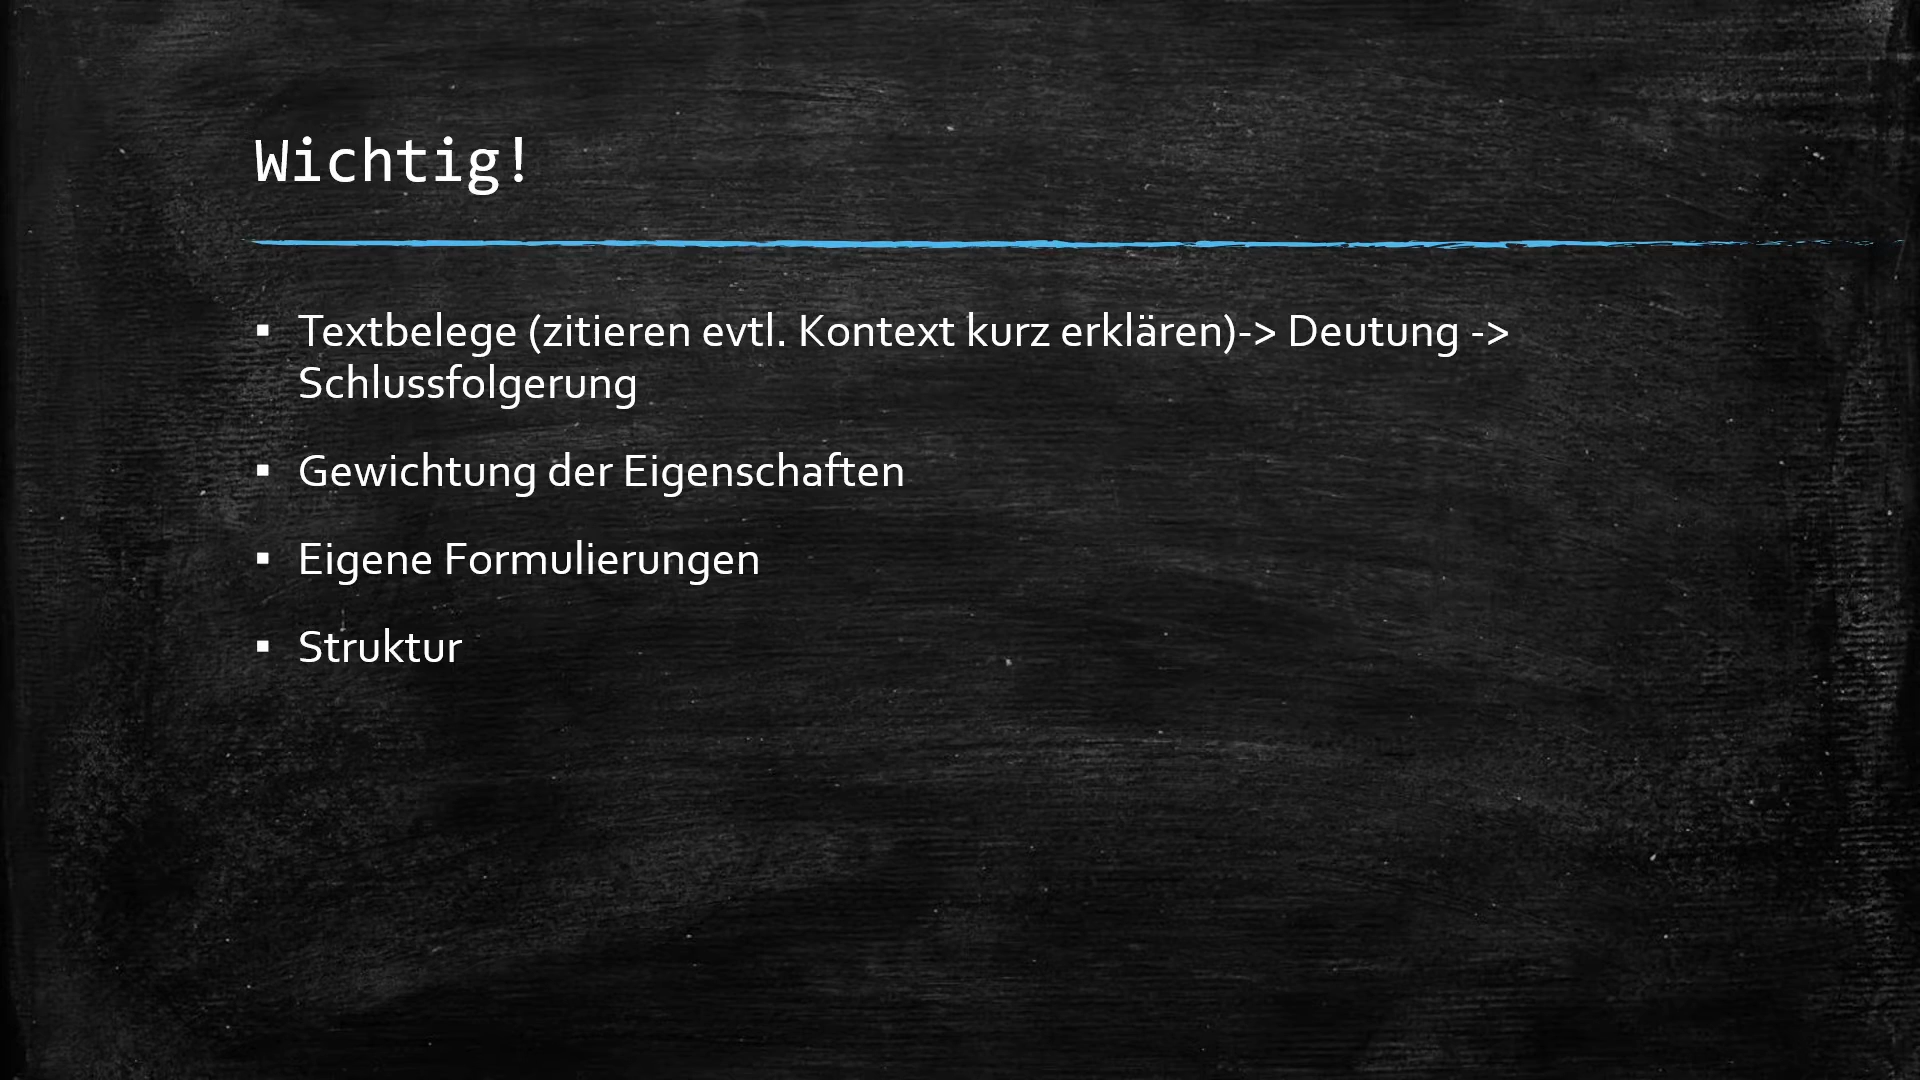 Wichtig!
▪ Textbelege (zitieren evtl. Kontext kurz erklären)-> Deutung ->
Schlussfolgerung
▪ Gewichtung der Eigenschaften
▪ Eigene Formulierungen
▪ Struktur